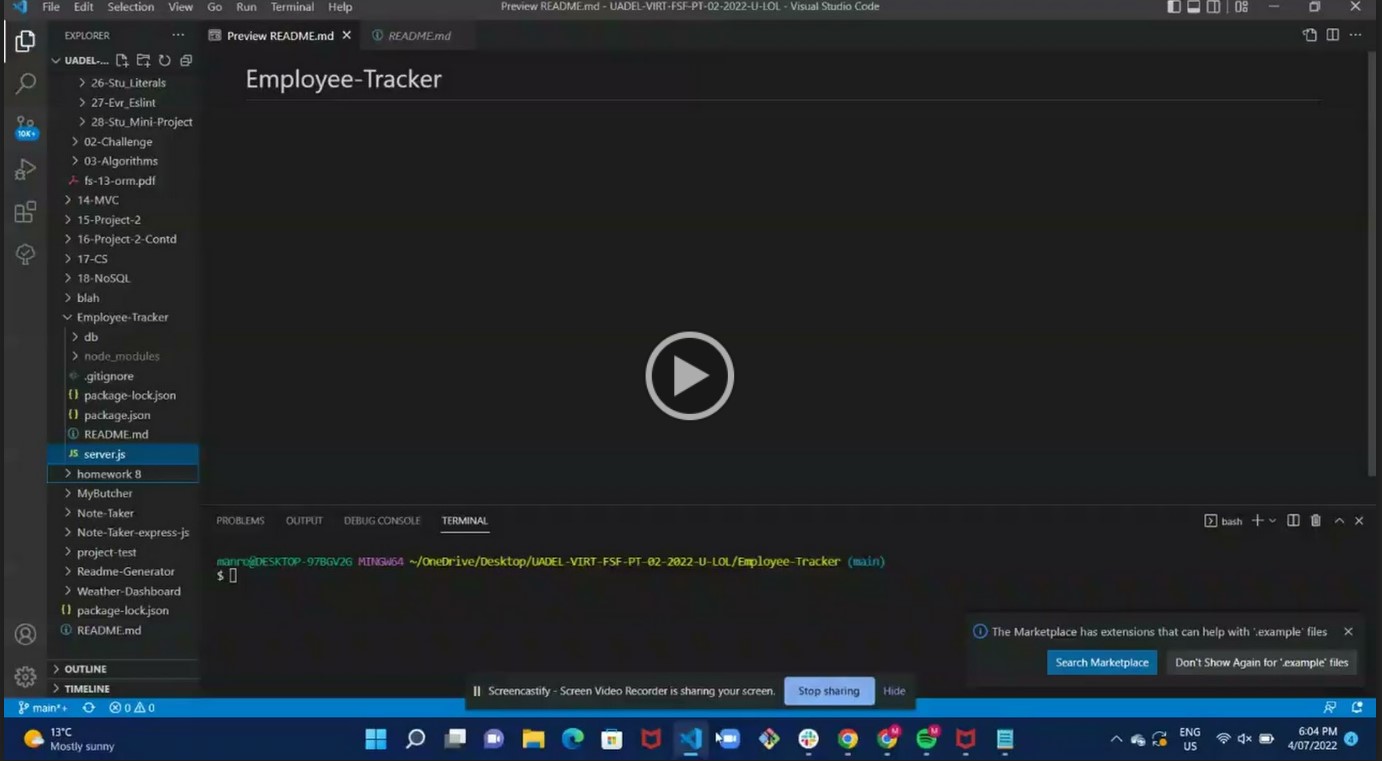 File Edit Selection View Go Run Terminal Help
Preview README.md - UADEL-VIRT-FSF-PT-02-2022-U-LOL - Visual Studio Code
EXPLORER
Preview README.md
README.md
UADEL-...
Employee-Tracker
26-Stu_Literals
27-Evr_Eslint
28-Stu_Mini-Project
02-Challenge
03-Algorithms
fs-13-orm.pdf
14-MVC
15-Project-2
16-Project-2-Contd
17-CS
18-NoSQL
blah
Employee-Tracker
db
node_modules
.gitignore
{} package-lock.json
{} package.json
README.md
JS server.js
homework 8
MyButcher
Note-Taker
Note-Taker-express-js
project-test
Readme-Generator
Weather-Dashboard
{} package-lock.json
README.md
OUTLINE
TIMELINE
10K+
PROBLEMS OUTPUT DEBUG CONSOLE TERMINAL
bash
manro@DESKTOP-97BGV2G MINGW64 ~/OneDrive/Desktop/UADEL-VIRT-FSF-PT-02-2022-U-LOL/Employee-Tracker (main)
$
The Marketplace has extensions that can help with '.example' files
Search Marketplace
Don't Show Again for '.example' files
Screencastify - Screen Video Recorder is sharing your screen.
Stop sharing
Hide
main*+ 0 0
13°C
Mostly sunny
ENG
US
6:04 PM
4/07/2022
4